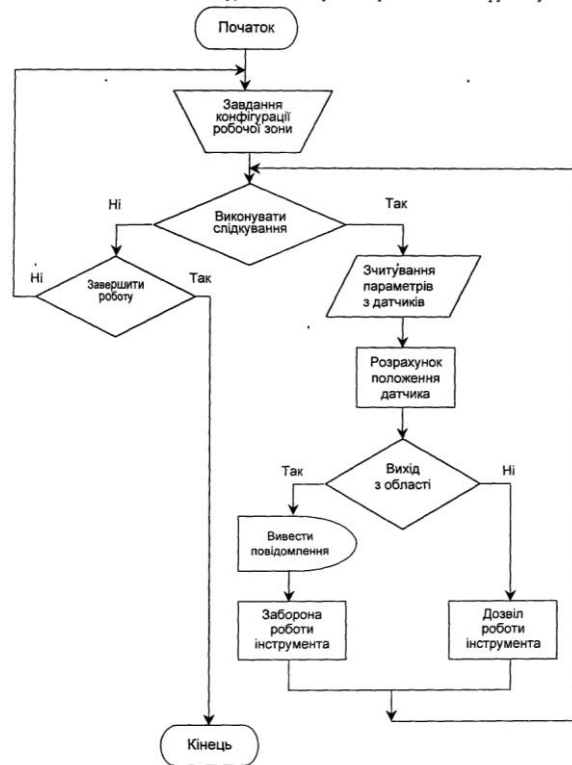 Початок
Завдання
конфігурації
робочої зони
Ні
Виконувати
слідкування
Так
Ні
Завершити
роботу
Так
Зчитування
параметрів
з датчиків
Розрахунок
положення
датчика
Так
Вихід
з області
Ні
Вивести
повідомлення
Заборона
роботи
інструмента
Дозвіл
роботи
інструмента
Кінець